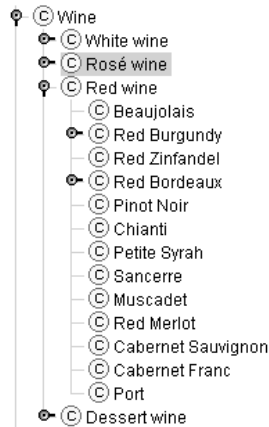 Ⓒ Wine
Ⓒ White wine
Ⓒ Rosé wine
Ⓒ Red wine
Ⓒ Beaujolais
Ⓒ Red Burgundy
Ⓒ Red Zinfandel
Ⓒ Red Bordeaux
Ⓒ Pinot Noir
Ⓒ Chianti
Ⓒ Petite Syrah
Ⓒ Sancerre
Ⓒ Muscadet
Ⓒ Red Merlot
Ⓒ Cabernet Sauvignon
Ⓒ Cabernet Franc
Ⓒ Port
Ⓒ Dessert wine